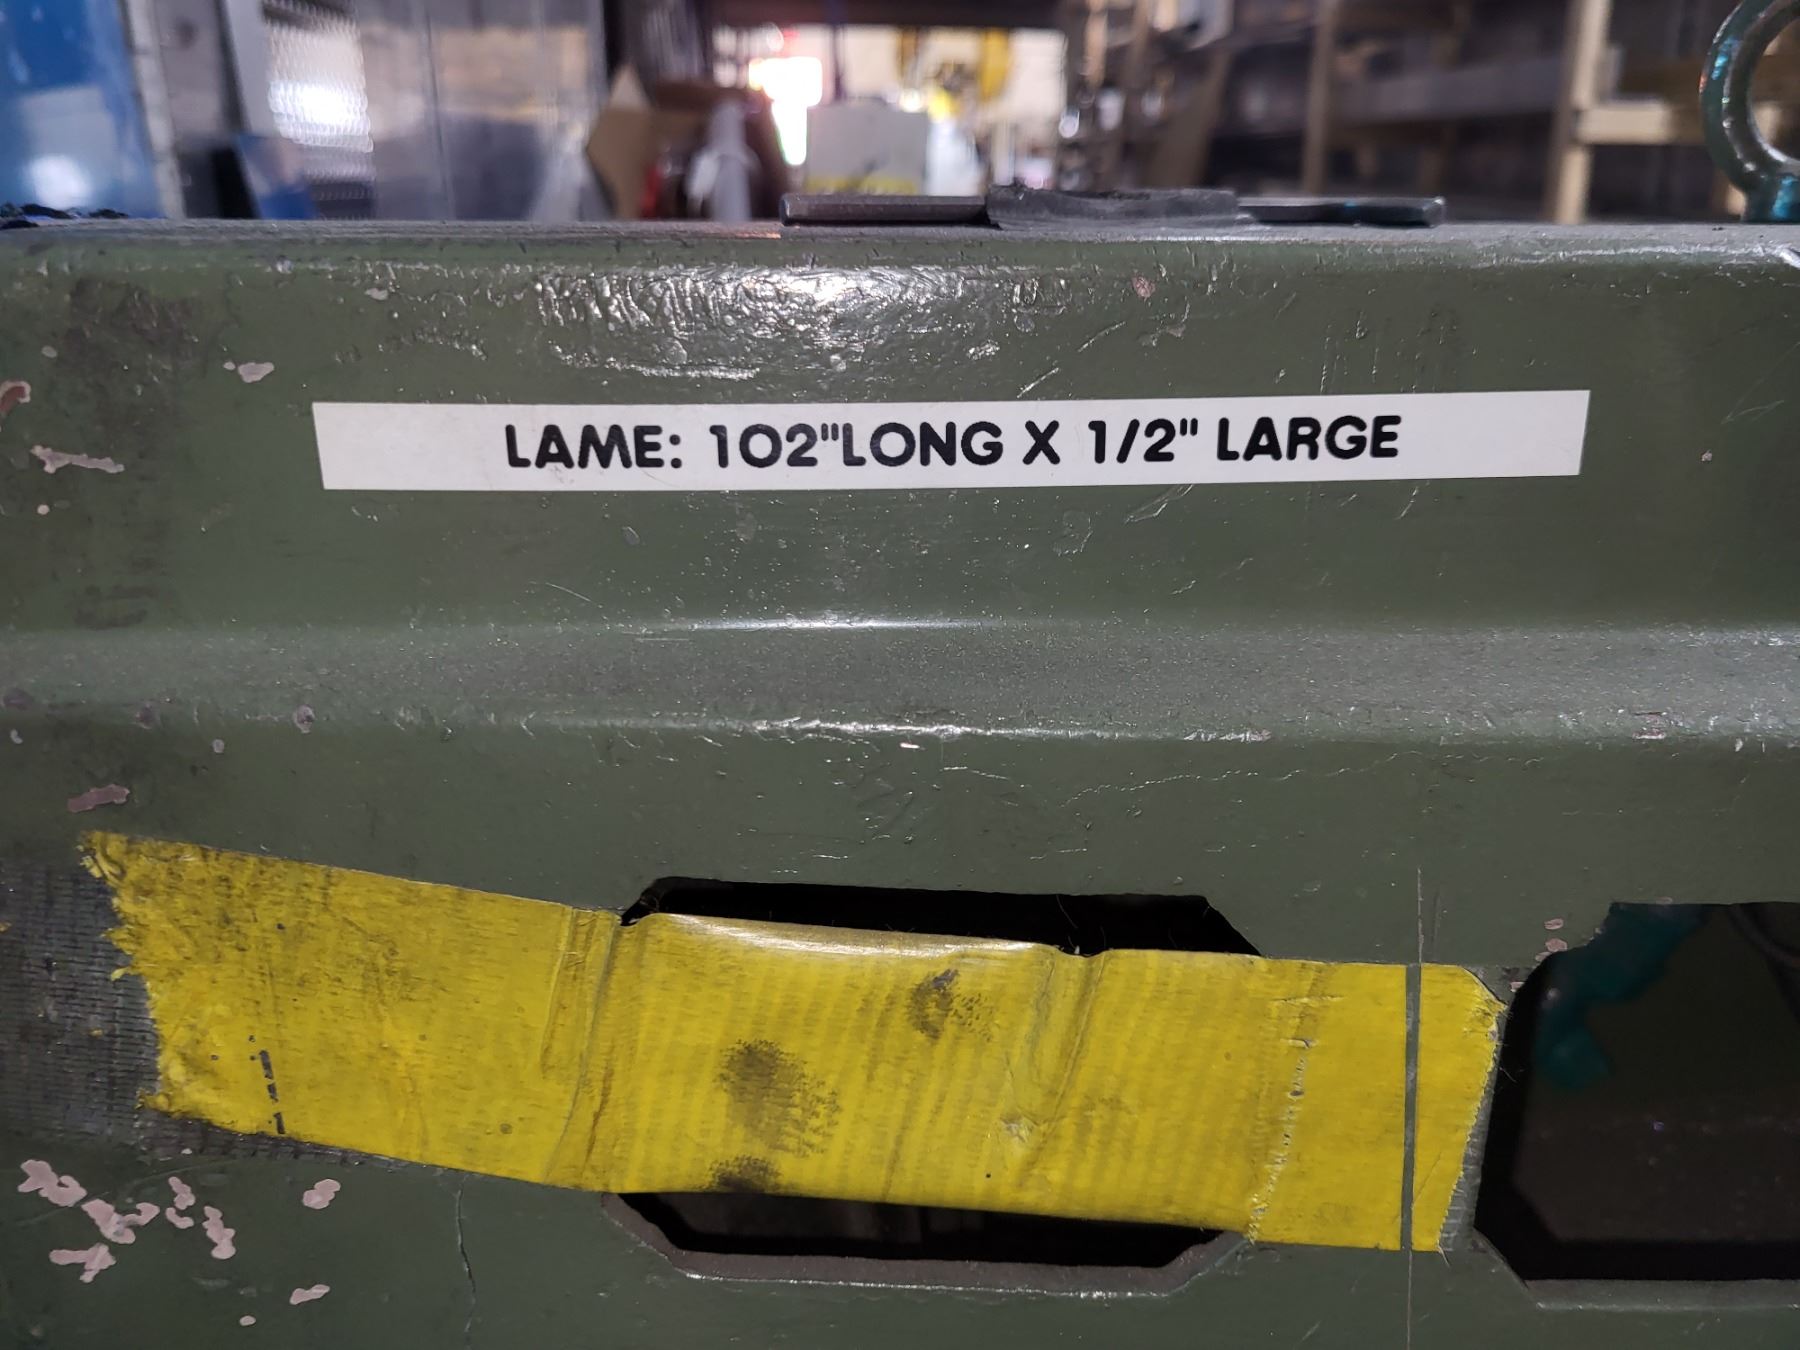 LAME: 102"LONG X 1/2" LARGE